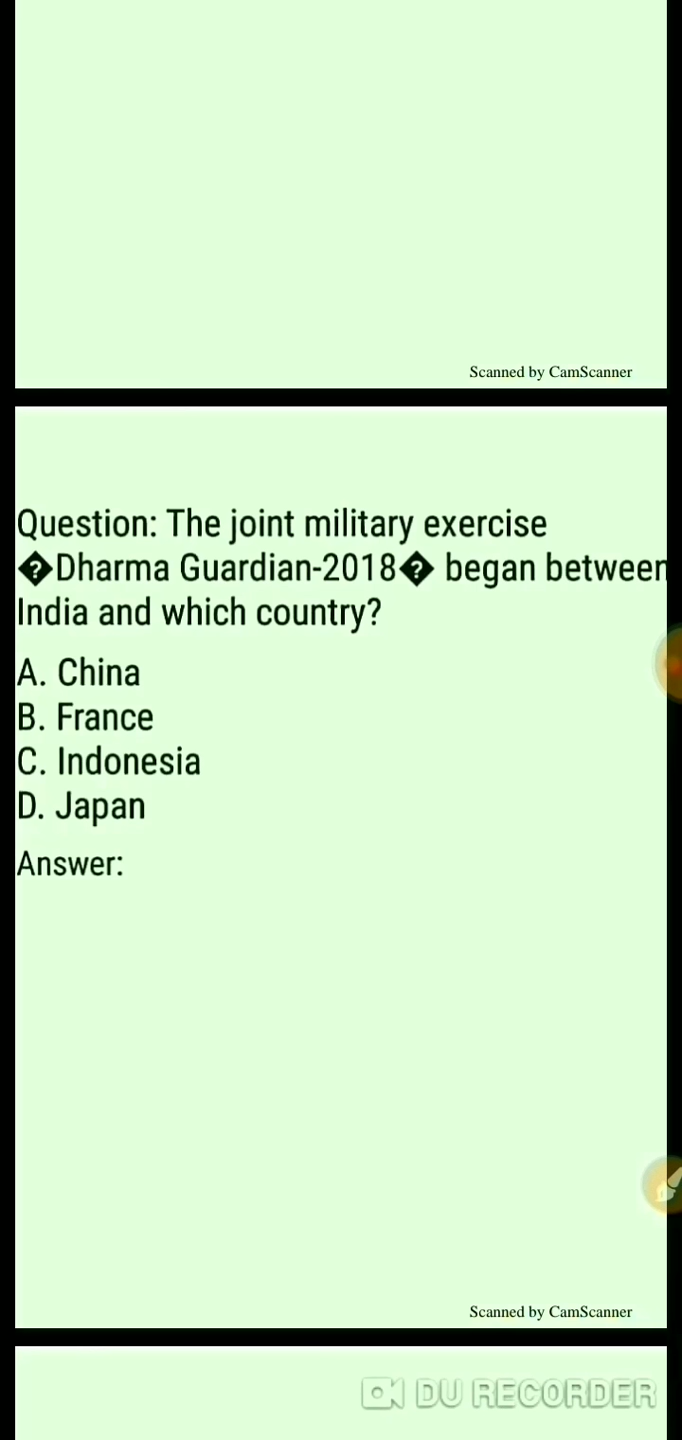 Scanned by CamScanner
Question: The joint military exercise
�Dharma Guardian-2018� began between
India and which country?
A. China
B. France
C. Indonesia
D. Japan
Answer:
Scanned by CamScanner
DU RECORDER